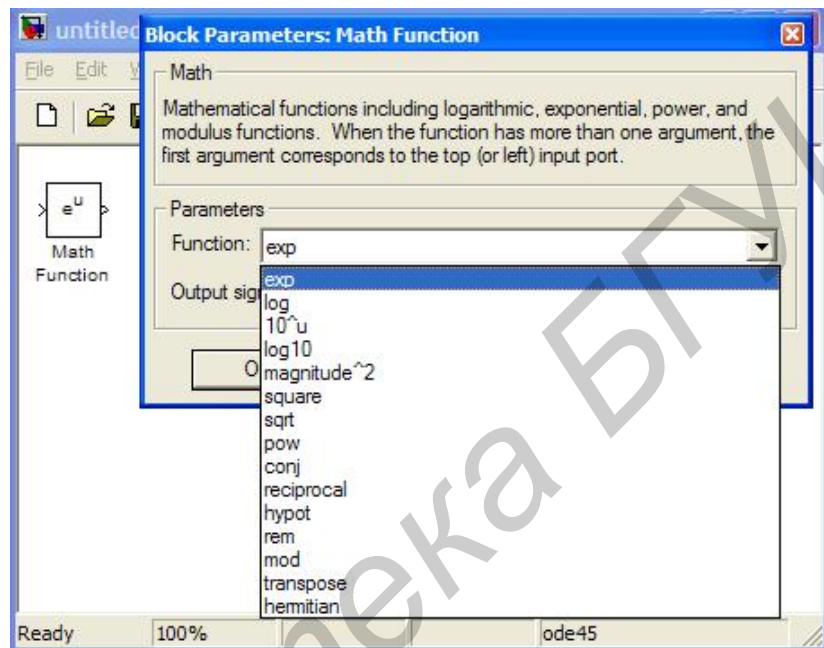 untitled
Block Parameters: Math Function
File Edit
Math
Mathematical functions including logarithmic, exponential, power, and
modulus functions. When the function has more than one argument, the
first argument corresponds to the top (or left) input port.
e^u
Math
Function
Parameters
Function: exp
Output sig
exp
log
10^u
log10
magnitude^2
square
sqrt
pow
conj
reciprocal
hypot
rem
mod
transpose
hermitian
Ready 100% ode45
тека БГУ